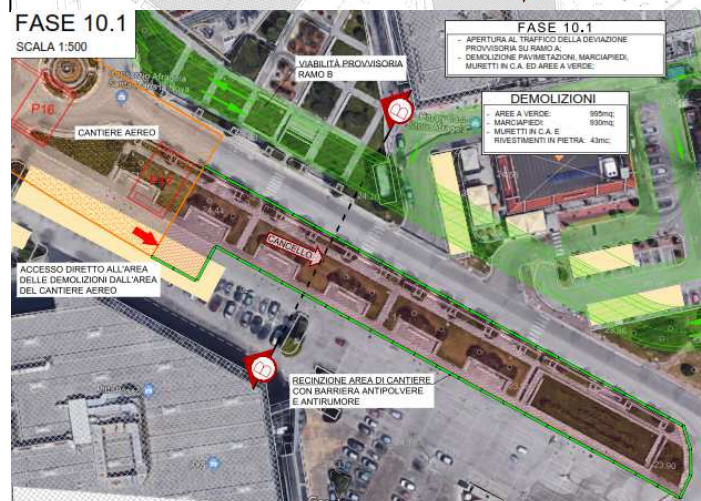 FASE 10.1
SCALA 1:500
FASE 10.1
- APERTURA AL TRAFFICO DELLA DEVIAZIONE
PROVVISORIA SU RAMO A;
- DEMOLIZIONE PAVIMETAZIONI, MARCIAPIEDI,
MURETTI IN C.A. ED AREE A VERDE;
VIABILITÀ PROVVISORIA
RAMO B
DEMOLIZIONI
- AREE A VERDE: 995mq;
- MARCIAPIEDI: 930mq;
- MURETTI IN C.A. E
RIVESTIMENTI IN PIETRA: 43mc;
P16
B
CANTIERE AEREO
CANCELLO
ACCESSO DIRETTO ALL'AREA
DELLE DEMOLIZIONI DALL'AREA
DEL CANTIERE AEREO
B
RECINZIONE AREA DI CANTIERE
CON BARRIERA ANTIPOLVERE
E ANTIRUMORE
23.90